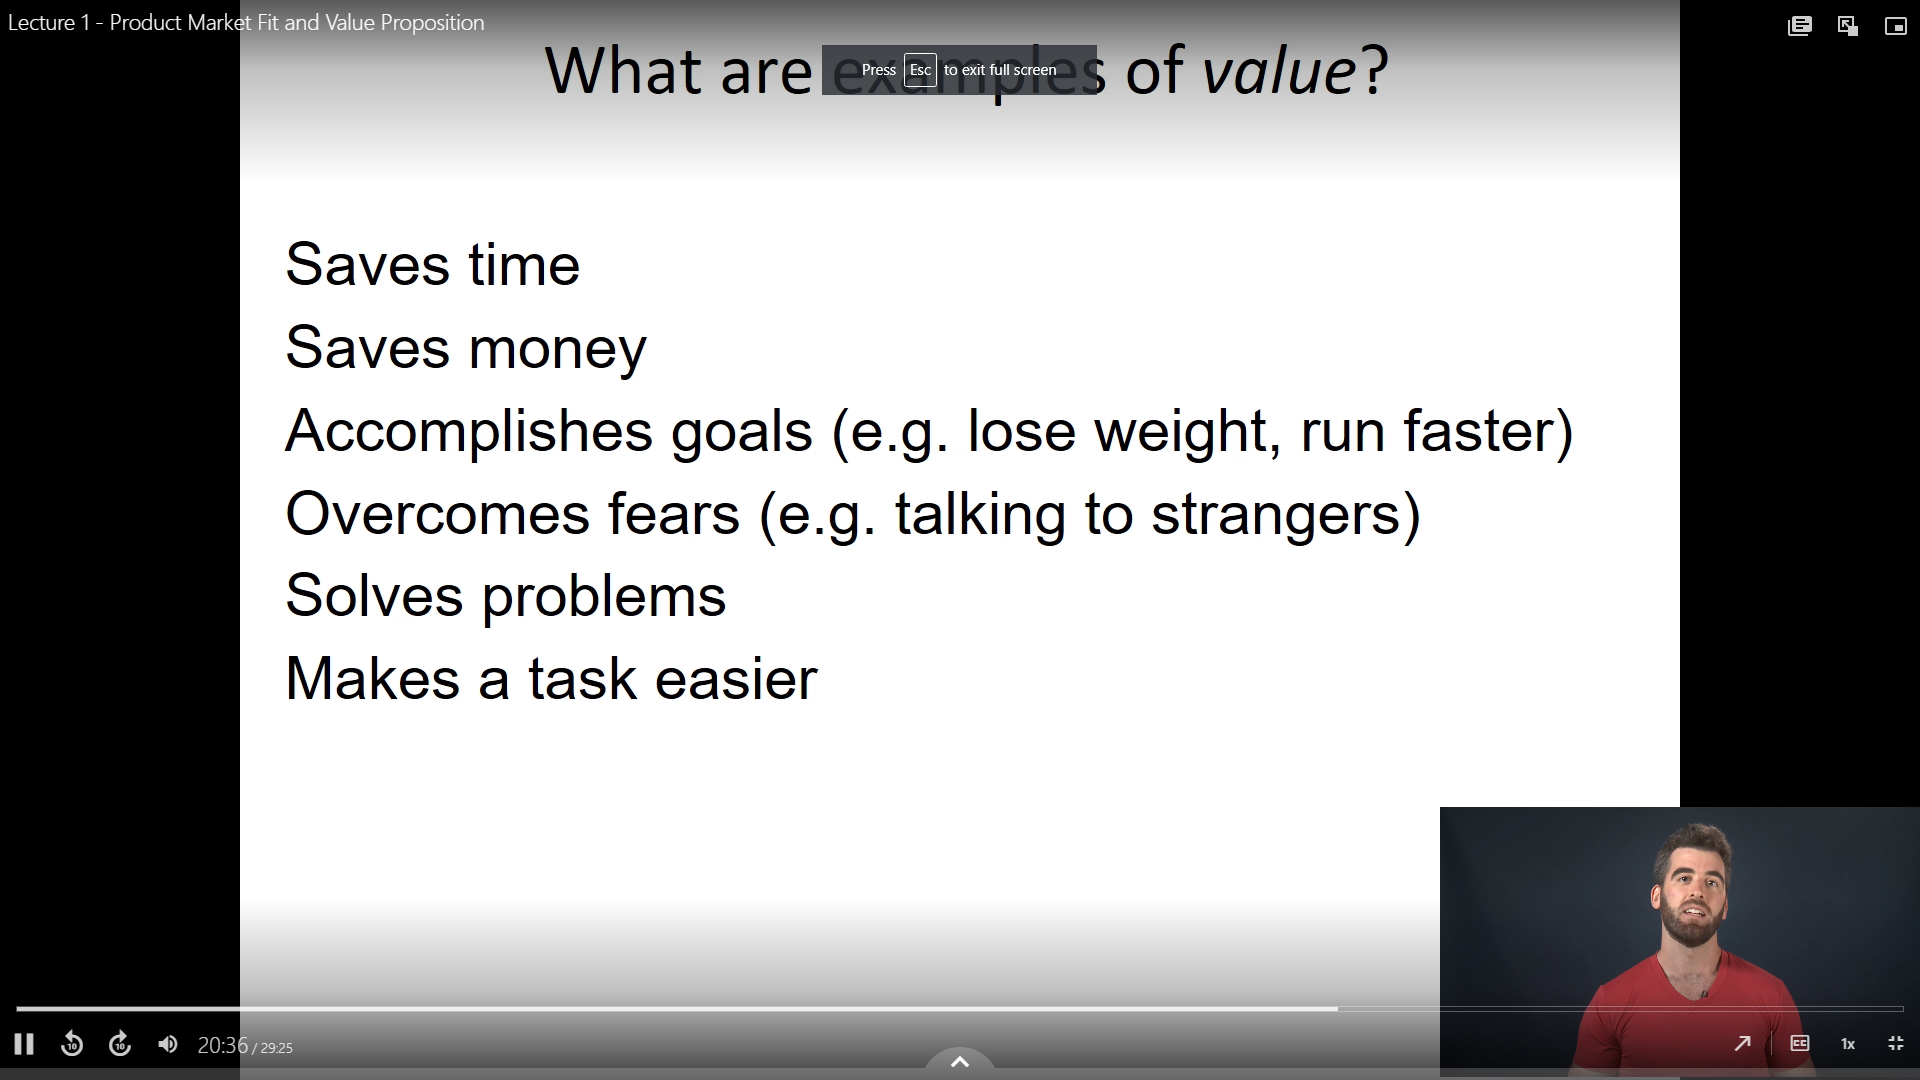 Lecture 1 - Product Market Fit and Value Proposition
What are examples of value?
Press Esc to exit full screen
Saves time
Saves money
Accomplishes goals (e.g. lose weight, run faster)
Overcomes fears (e.g. talking to strangers)
Solves problems
Makes a task easier
10 10 20:36 / 29:25 CC 1x